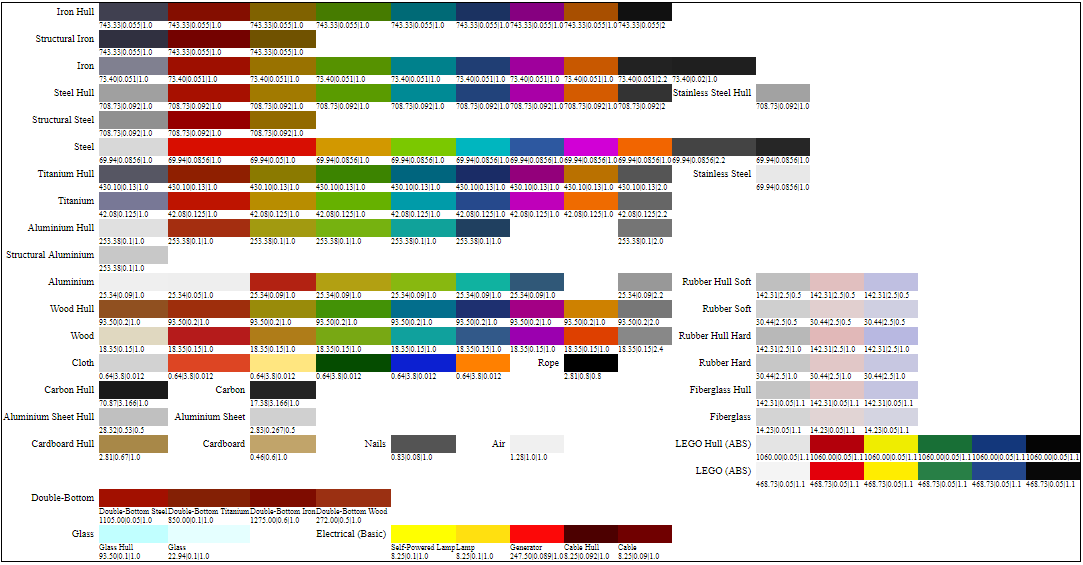 Iron Hull
743.33|0.055|1.0 743.33|0.055|1.0 743.33|0.055|1.0 743.33|0.055|1.0 743.33|0.055|1.0 743.33|0.055|1.0 743.33|0.055|1.0 743.33|0.055|1.0 743.33|0.055|2
Structural Iron
743.33|0.055|1.0 743.33|0.055|1.0 743.33|0.055|1.0
Iron
73.40|0.051|1.0 73.40|0.051|1.0 73.40|0.051|1.0 73.40|0.051|1.0 73.40|0.051|1.0 73.40|0.051|1.0 73.40|0.051|1.0 73.40|0.051|1.0 73.40|0.051|2.2 73.40|0.02|1.0
Steel Hull Stainless Steel Hull
708.73|0.092|1.0 708.73|0.092|1.0 708.73|0.092|1.0 708.73|0.092|1.0 708.73|0.092|1.0 708.73|0.092|1.0 708.73|0.092|1.0 708.73|0.092|1.0 708.73|0.092|2 708.73|0.092|1.0
Structural Steel
708.73|0.092|1.0 708.73|0.092|1.0 708.73|0.092|1.0
Steel
69.94|0.0856|1.0 69.94|0.0856|1.0 69.94|0.05|1.0 69.94|0.0856|1.0 69.94|0.0856|1.0 69.94|0.0856|1.0 69.94|0.0856|1.0 69.94|0.0856|1.0 69.94|0.0856|1.0 69.94|0.0856|2.2 69.94|0.0856|1.0
Titanium Hull Stainless Steel
430.10|0.13|1.0 430.10|0.13|1.0 430.10|0.13|1.0 430.10|0.13|1.0 430.10|0.13|1.0 430.10|0.13|1.0 430.10|0.13|1.0 430.10|0.13|1.0 430.10|0.13|2.0 69.94|0.0856|1.0
Titanium
42.08|0.125|1.0 42.08|0.125|1.0 42.08|0.125|1.0 42.08|0.125|1.0 42.08|0.125|1.0 42.08|0.125|1.0 42.08|0.125|1.0 42.08|0.125|1.0 42.08|0.125|2.2
Aluminium Hull
253.38|0.1|1.0 253.38|0.1|1.0 253.38|0.1|1.0 253.38|0.1|1.0 253.38|0.1|1.0 253.38|0.1|1.0 253.38|0.1|2.0
Structural Aluminium
253.38|0.1|1.0
Aluminium Rubber Hull Soft
25.34|0.09|1.0 25.34|0.05|1.0 25.34|0.09|1.0 25.34|0.09|1.0 25.34|0.09|1.0 25.34|0.09|1.0 25.34|0.09|1.0 25.34|0.09|2.2 142.31|2.5|0.5 142.31|2.5|0.5 142.31|2.5|0.5
Wood Hull Rubber Soft
93.50|0.2|1.0 93.50|0.2|1.0 93.50|0.2|1.0 93.50|0.2|1.0 93.50|0.2|1.0 93.50|0.2|1.0 93.50|0.2|1.0 93.50|0.2|1.0 93.50|0.2|2.0 30.44|2.5|0.5 30.44|2.5|0.5 30.44|2.5|0.5
Wood Rubber Hull Hard
18.35|0.15|1.0 18.35|0.15|1.0 18.35|0.15|1.0 18.35|0.15|1.0 18.35|0.15|1.0 18.35|0.15|1.0 18.35|0.15|1.0 18.35|0.15|1.0 18.35|0.15|2.4 142.31|2.5|1.0 142.31|2.5|1.0 142.31|2.5|1.0
Cloth Rope Rubber Hard
0.64|3.8|0.012 0.64|3.8|0.012 0.64|3.8|0.012 0.64|3.8|0.012 0.64|3.8|0.012 0.64|3.8|0.012 2.81|0.8|0.8 30.44|2.5|1.0 30.44|2.5|1.0 30.44|2.5|1.0
Carbon Hull Carbon Fiberglass Hull
70.87|3.166|1.0 17.38|3.166|1.0 142.31|0.05|1.1 142.31|0.05|1.1 142.31|0.05|1.1
Aluminium Sheet Hull Aluminium Sheet Fiberglass
28.32|0.53|0.5 2.83|0.267|0.5 14.23|0.05|1.1 14.23|0.05|1.1 14.23|0.05|1.1
Cardboard Hull Cardboard Nails Air LEGO Hull (ABS)
2.81|0.67|1.0 0.46|0.6|1.0 0.83|0.08|1.0 1.28|1.0|1.0 1060.00|0.05|1.1 1060.00|0.05|1.1 1060.00|0.05|1.1 1060.00|0.05|1.1 1060.00|0.05|1.1 1060.00|0.05|1.1
LEGO (ABS)
468.73|0.05|1.1 468.73|0.05|1.1 468.73|0.05|1.1 468.73|0.05|1.1 468.73|0.05|1.1 468.73|0.05|1.1
Double-Bottom
Double-Bottom Steel Double-Bottom Titanium Double-Bottom Iron Double-Bottom Wood
1105.00|0.1|1.0 850.00|0.1|1.0 1275.00|0.6|1.0 272.00|0.5|1.0
Glass Electrical (Basic)
Glass Hull Glass Self-Powered Lamp Lamp Generator Cable Hull Cable
93.50|0.1|1.0 22.94|0.1|1.0 8.25|0.1|1.0 8.25|0.1|1.0 247.50|0.089|1.0 8.25|0.092|1.0 8.25|0.09|1.0